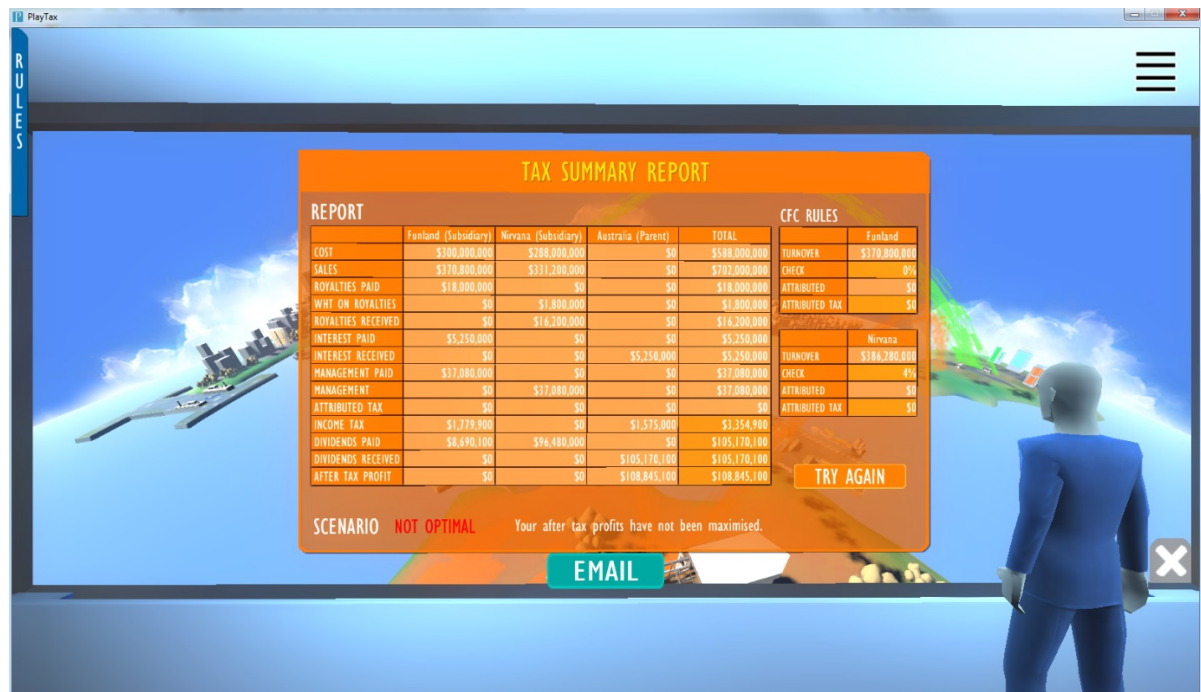 PlayTax
RULES
TAX SUMMARY REPORT
REPORT
Funland (Subsidiary) Nirvana (Subsidiary) Australia (Parent) TOTAL
COST $300,000,000 $288,000,000 $0 $588,000,000
SALES $370,800,000 $331,200,000 $0 $702,000,000
ROYALTIES PAID $18,000,000 $0 $0 $18,000,000
WHT ON ROYALTIES $0 $1,800,000 $0 $1,800,000
ROYALTIES RECEIVED $0 $16,200,000 $0 $16,200,000
INTEREST PAID $5,250,000 $0 $0 $5,250,000
INTEREST RECEIVED $0 $0 $5,250,000 $5,250,000
MANAGEMENT PAID $37,080,000 $0 $0 $37,080,000
MANAGEMENT $0 $37,080,000 $0 $37,080,000
ATTRIBUTED TAX $0 $0 $0 $0
INCOME TAX $1,779,900 $0 $1,575,000 $3,354,900
DIVIDENDS PAID $8,690,100 $96,480,000 $0 $105,170,100
DIVIDENDS RECEIVED $0 $0 $105,170,100 $105,170,100
AFTER TAX PROFIT $0 $0 $108,845,100 $108,845,100
CFC RULES
Funland
TURNOVER $370,800,000
CHECK 0%
ATTRIBUTED $0
ATTRIBUTED TAX $0
Nirvana
TURNOVER $386,280,000
CHECK 4%
ATTRIBUTED $0
ATTRIBUTED TAX $0
TRY AGAIN
SCENARIO NOT OPTIMAL Your after tax profits have not been maximised.
EMAIL